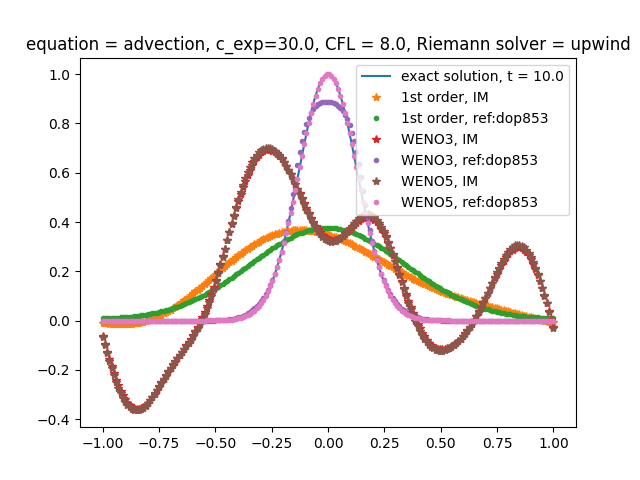 equation = advection, c_exp=30.0, CFL = 8.0, Riemann solver = upwind
exact solution, t = 10.0
1st order, IM
1st order, ref:dop853
WENO3, IM
WENO3, ref:dop853
WENO5, IM
WENO5, ref:dop853
1.0
0.8
0.6
0.4
0.2
0.0
−0.2
−0.4
−1.00 −0.75 −0.50 −0.25 0.00 0.25 0.50 0.75 1.00